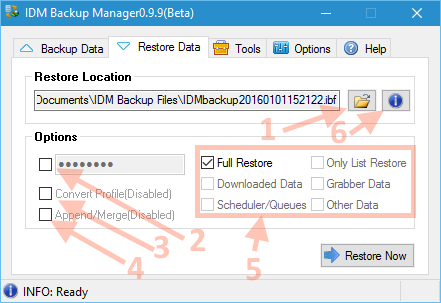 IDM Backup Manager0.9.9(Beta)
Backup Data Restore Data Tools Options Help
Restore Location
Documents\IDM Backup Files\IDMbackup20160101152122.ibf
1 6
Options
●●●●●●●● Full Restore Only List Restore
Convert Profile(Disabled) Downloaded Data Grabber Data
Append/Merge(Disabled) Scheduler/Queues Other Data
4 3 2 5
Restore Now
INFO: Ready